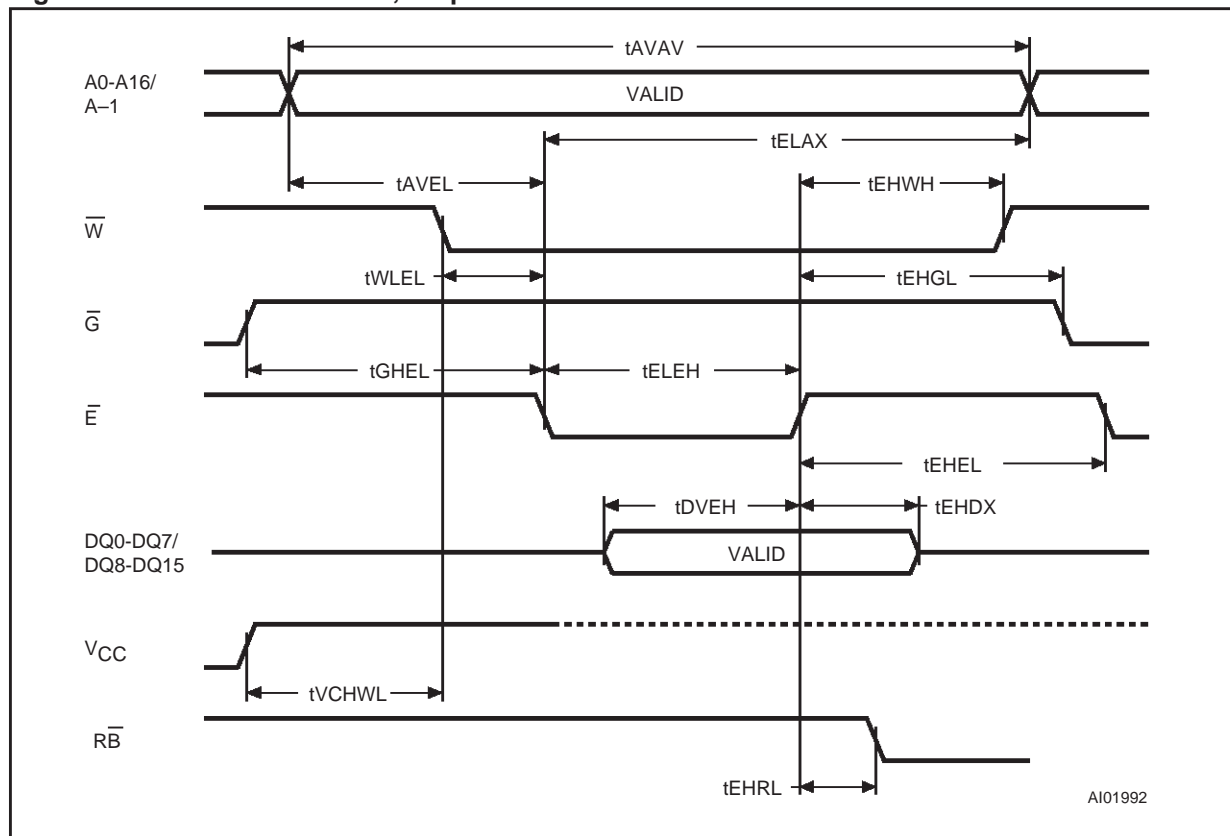 tAVAV
A0-A16/
A–1
VALID
tELAX
tAVEL
tEHWH
W̅
tWLEL
tEHGL
G̅
tGHEL
tELEH
E̅
tEHEL
tDVEH
tEHDX
DQ0-DQ7/
DQ8-DQ15
VALID
VCC
tVCHWL
RB̅
tEHRL
AI01992